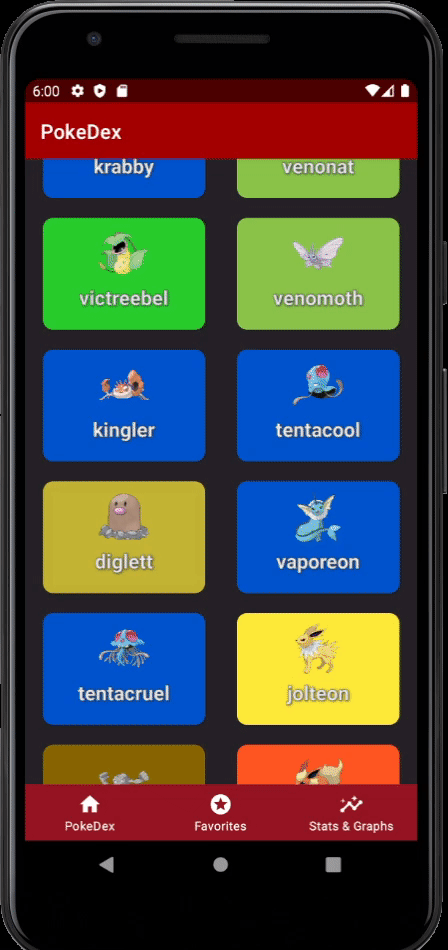 6:00
PokeDex
krabby
venonat
victreebel
venomoth
kingler
tentacool
diglett
vaporeon
tentacruel
jolteon
PokeDex
Favorites
Stats & Graphs